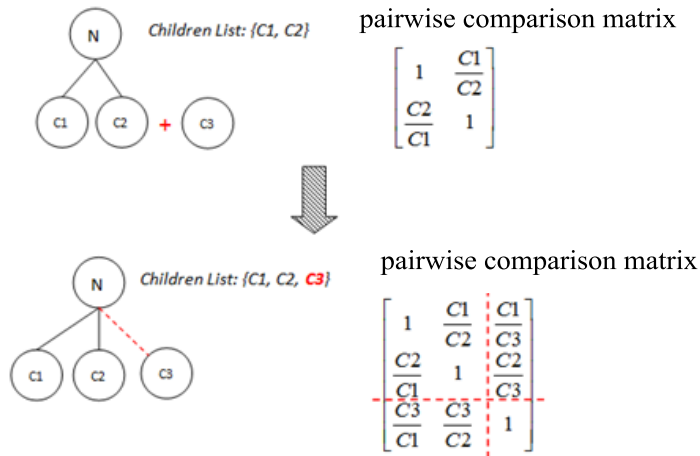 N
Children List: {C1, C2}
pairwise comparison matrix
C1
C2
+
C3
1 C1/C2
C2/C1 1
N
Children List: {C1, C2, C3}
pairwise comparison matrix
C1
C2
C3
1 C1/C2 C1/C3
C2/C1 1 C2/C3
C3/C1 C3/C2 1